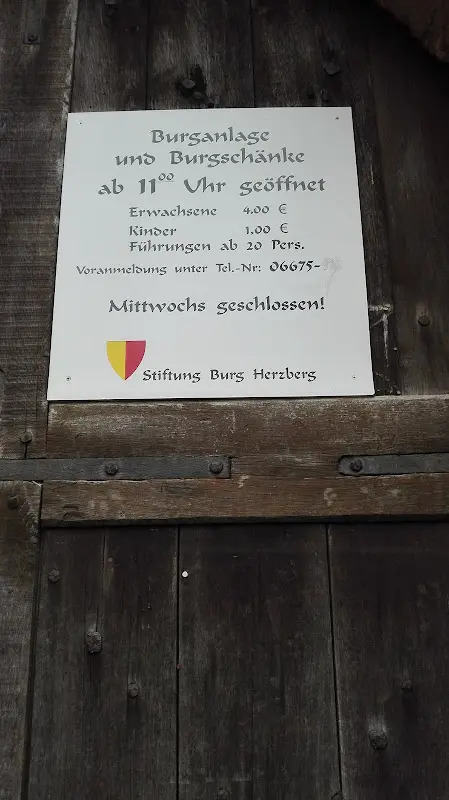 Burganlage
und Burgschänke
ab 11⁰⁰ Uhr geöffnet
Erwachsene 4.00 €
Kinder 1.00 €
Führungen ab 20 Pers.
Voranmeldung unter Tel.-Nr: 06675-
Mittwochs geschlossen!
Stiftung Burg Herzberg